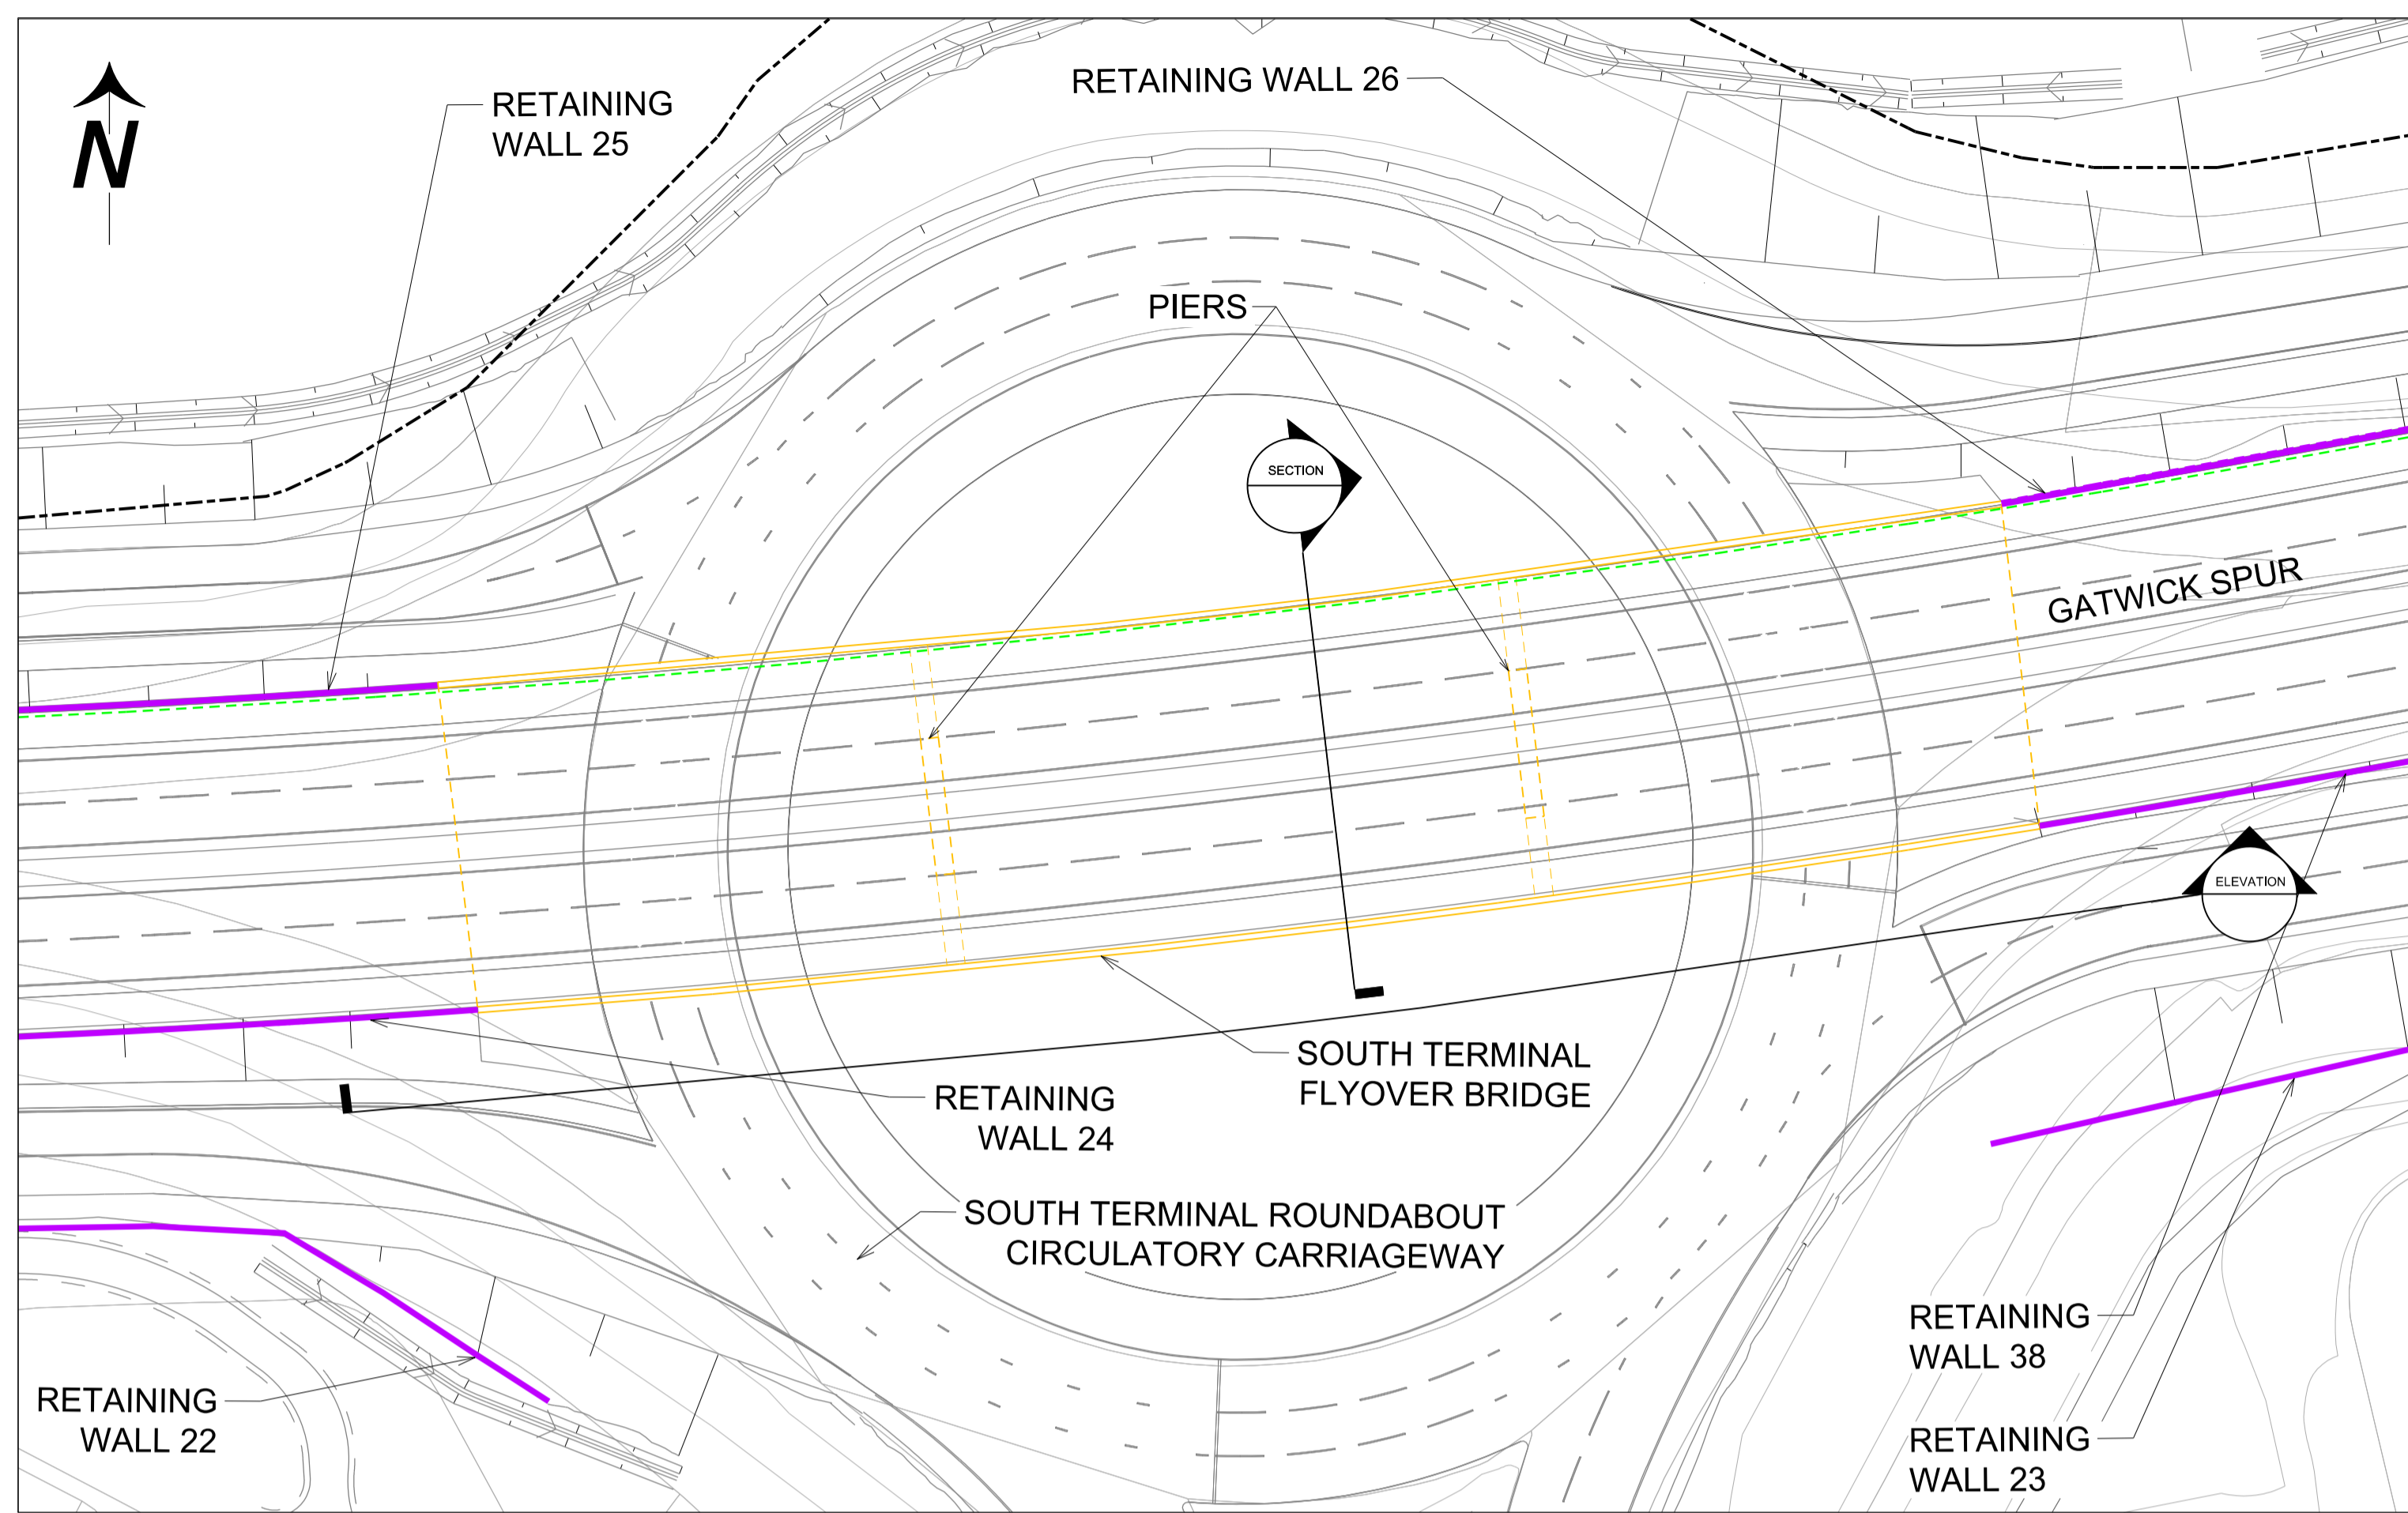 RETAINING WALL 26
RETAINING
WALL 25
N
PIERS
SECTION
GATWICK SPUR
ELEVATION
SOUTH TERMINAL
FLYOVER BRIDGE
RETAINING
WALL 24
SOUTH TERMINAL ROUNDABOUT
CIRCULATORY CARRIAGEWAY
RETAINING
WALL 38
RETAINING
WALL 22
RETAINING
WALL 23